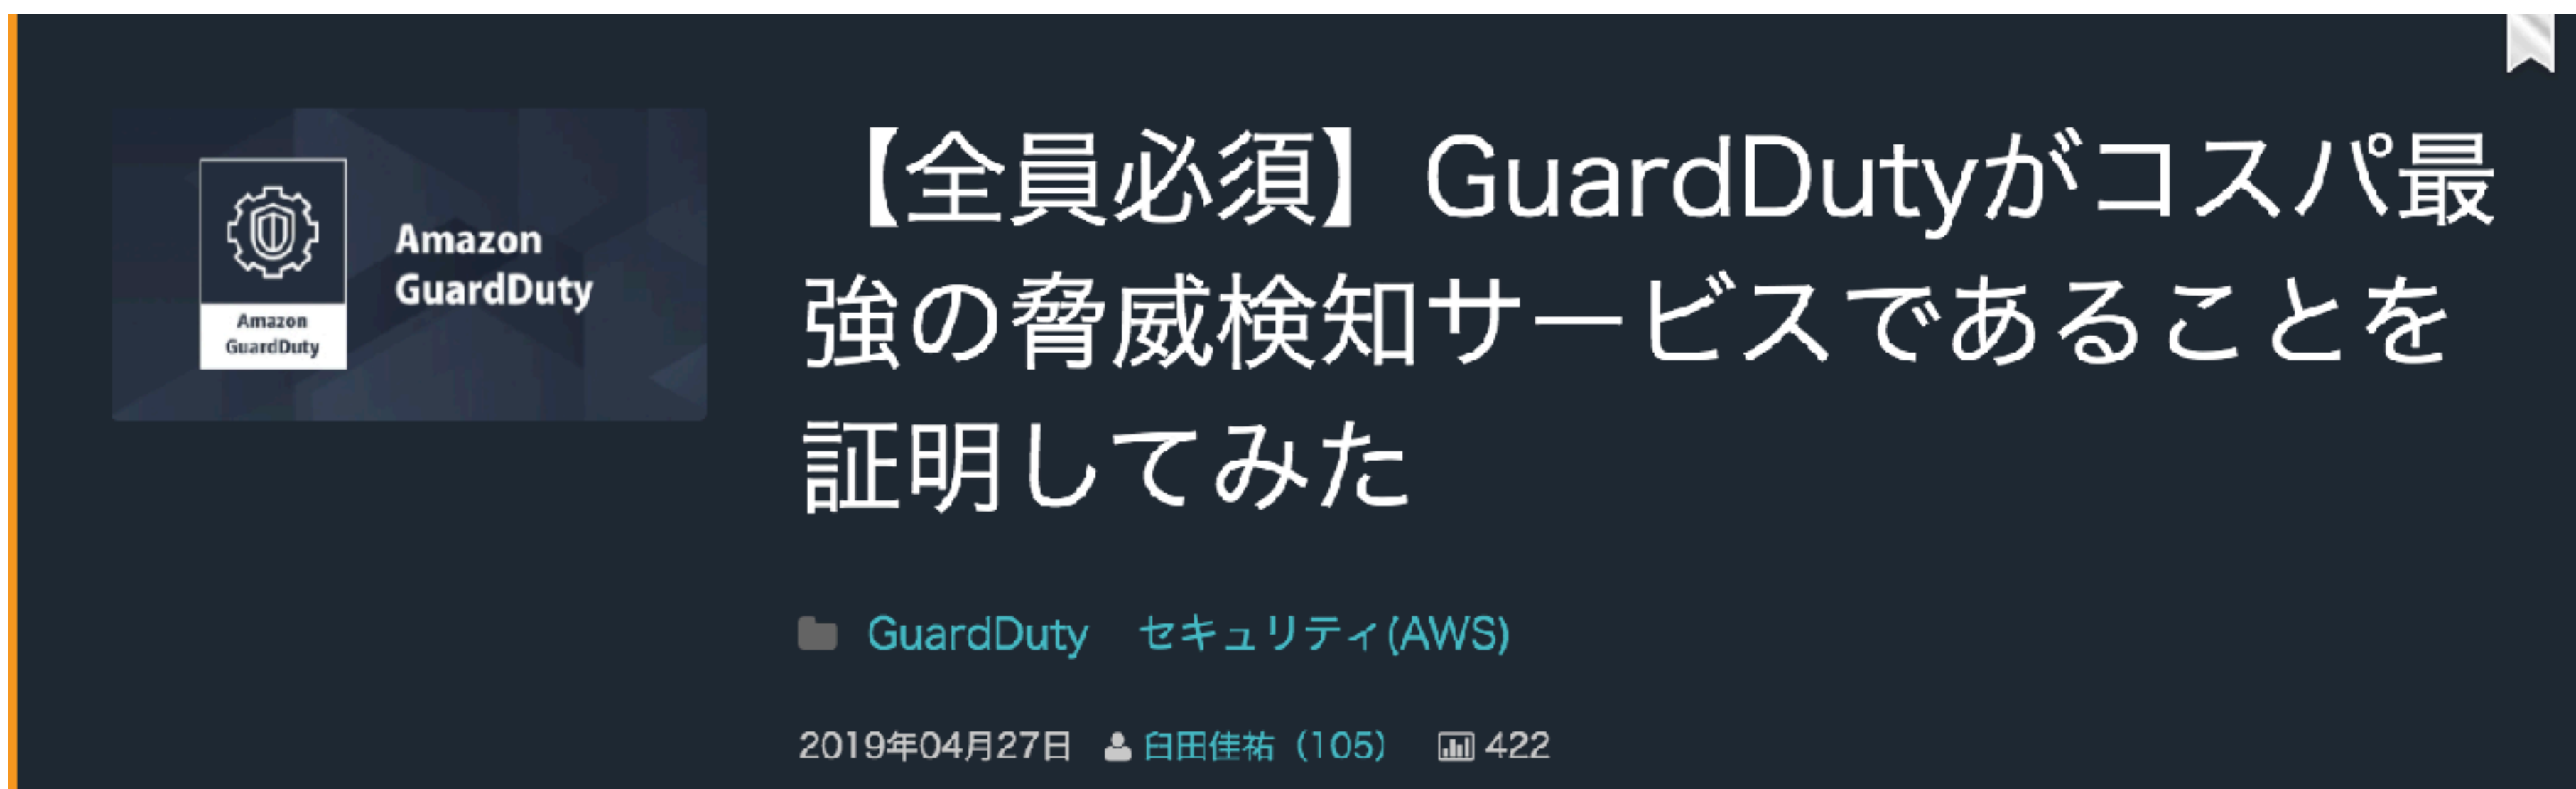 Amazon
GuardDuty
Amazon
GuardDuty
【全員必須】GuardDutyがコスパ最
強の脅威検知サービスであることを
証明してみた
GuardDuty セキュリティ(AWS)
2019年04月27日 臼田佳祐（105） 422